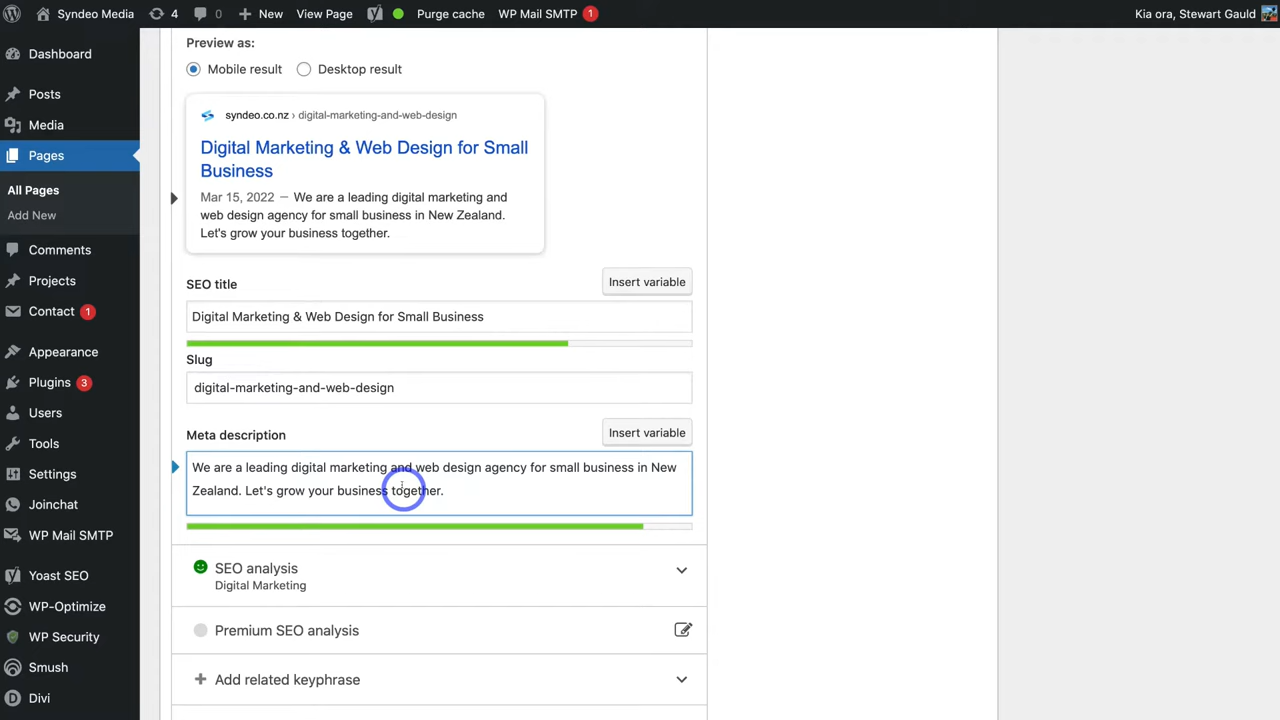 Syndeo Media 4 0 New View Page Purge cache WP Mail SMTP 1 Kia ora, Stewart Gauld
Dashboard
Posts
Media
Pages
All Pages
Add New
Comments
Projects
Contact 1
Appearance
Plugins 3
Users
Tools
Settings
Joinchat
WP Mail SMTP
Yoast SEO
WP-Optimize
WP Security
Smush
Divi
Preview as:
Mobile result Desktop result
syndeo.co.nz › digital-marketing-and-web-design
Digital Marketing & Web Design for Small
Business
Mar 15, 2022 – We are a leading digital marketing and
web design agency for small business in New Zealand.
Let's grow your business together.
SEO title Insert variable
Digital Marketing & Web Design for Small Business
Slug
digital-marketing-and-web-design
Meta description Insert variable
We are a leading digital marketing and web design agency for small business in New
Zealand. Let's grow your business together.
SEO analysis
Digital Marketing
Premium SEO analysis
Add related keyphrase